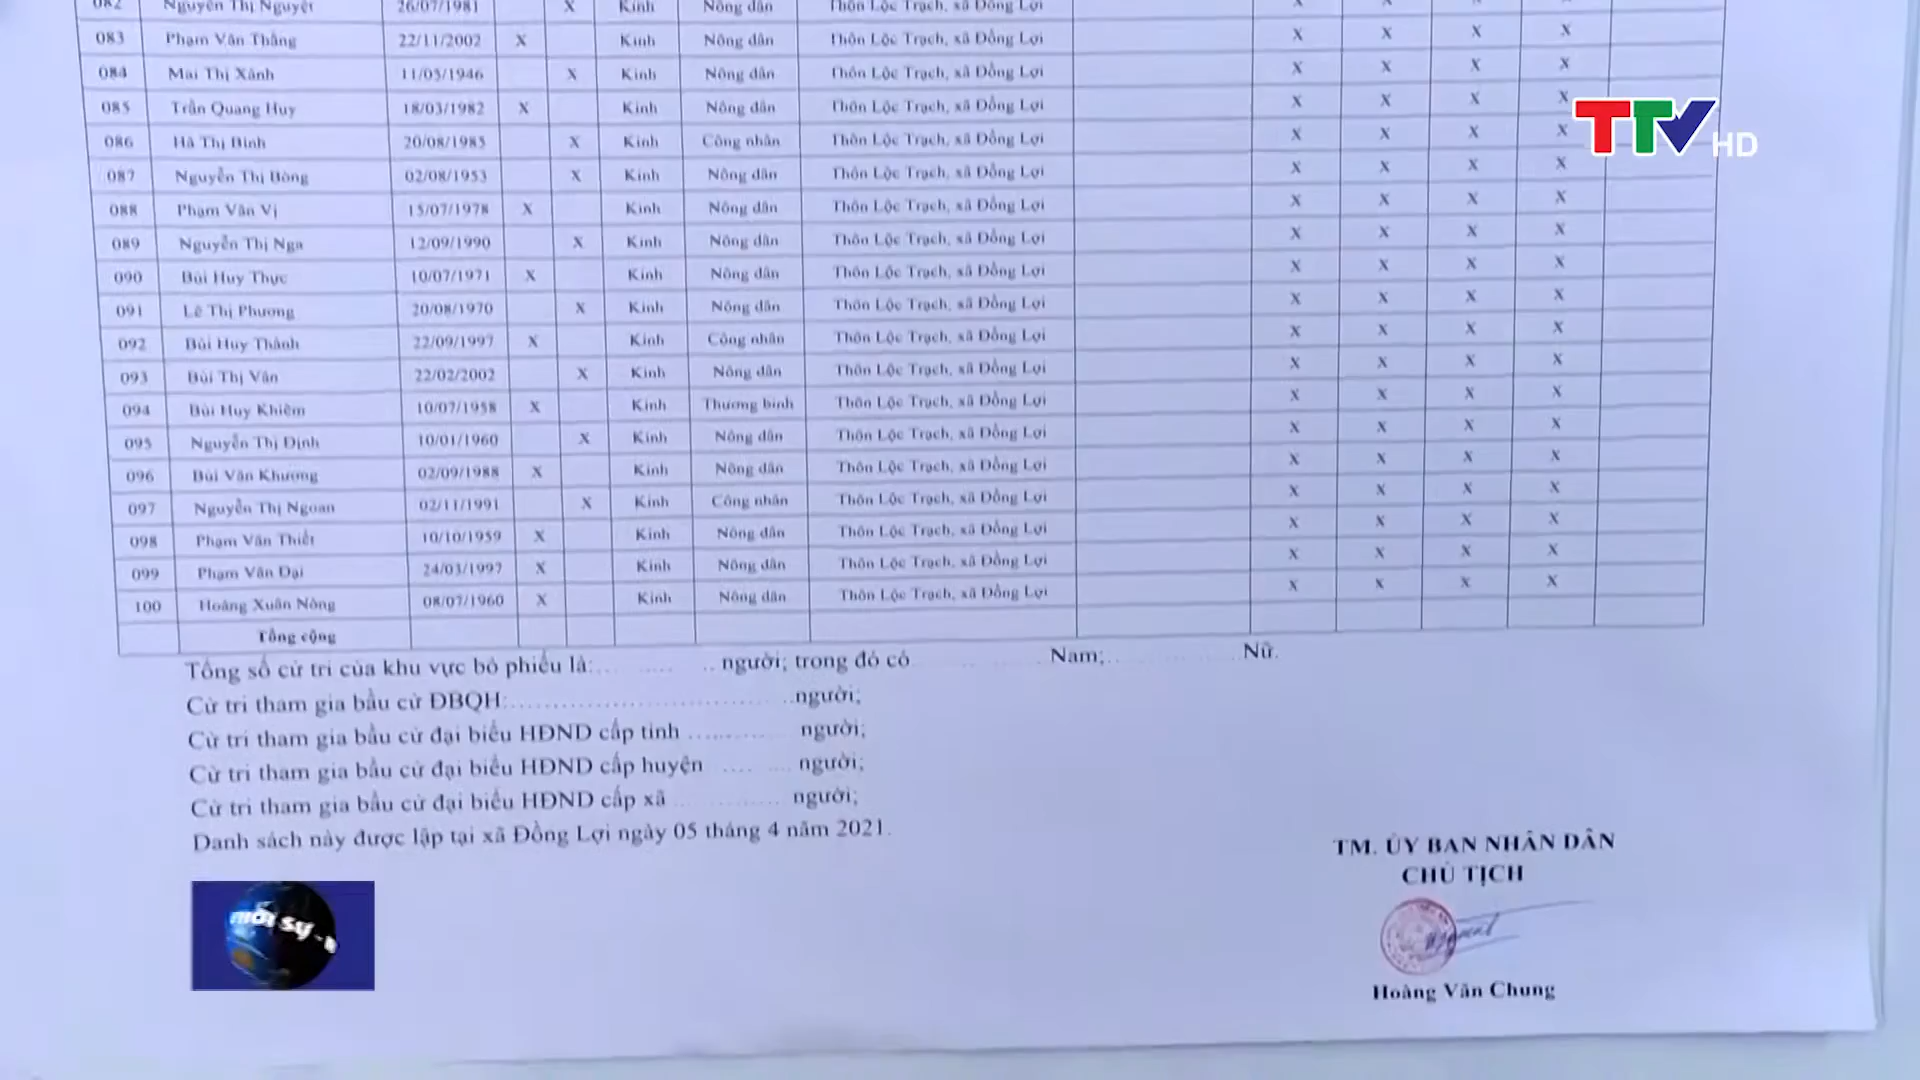 082 Nguyễn Thị Nguyệt 26/07/1981 X Kinh Nông dân Thôn Lộc Trạch, xã Đồng Lợi X X X X
083 Phạm Văn Thắng 22/11/2002 X Kinh Nông dân Thôn Lộc Trạch, xã Đồng Lợi X X X X
084 Mai Thị Xánh 11/05/1946 X Kinh Nông dân Thôn Lộc Trạch, xã Đồng Lợi X X X X
085 Trần Quang Huy 18/03/1982 X Kinh Nông dân Thôn Lộc Trạch, xã Đồng Lợi X X X X
TTV HD
086 Hà Thị Bình 20/08/1985 X Kinh Công nhân Thôn Lộc Trạch, xã Đồng Lợi X X X X
087 Nguyễn Thị Bòng 02/08/1953 X Kinh Nông dân Thôn Lộc Trạch, xã Đồng Lợi X X X X
088 Phạm Văn Vị 15/07/1978 X Kinh Nông dân Thôn Lộc Trạch, xã Đồng Lợi X X X X
089 Nguyễn Thị Nga 12/09/1990 X Kinh Nông dân Thôn Lộc Trạch, xã Đồng Lợi X X X X
090 Bùi Huy Thực 10/07/1971 X Kinh Nông dân Thôn Lộc Trạch, xã Đồng Lợi X X X X
091 Lê Thị Phương 20/08/1970 X Kinh Nông dân Thôn Lộc Trạch, xã Đồng Lợi X X X X
092 Bùi Huy Thành 22/09/1997 X Kinh Công nhân Thôn Lộc Trạch, xã Đồng Lợi X X X X
093 Bùi Thị Vân 22/02/2002 X Kinh Nông dân Thôn Lộc Trạch, xã Đồng Lợi X X X X
094 Bùi Huy Khiêm 10/07/1958 X Kinh Thương binh Thôn Lộc Trạch, xã Đồng Lợi X X X X
095 Nguyễn Thị Định 10/01/1960 X Kinh Nông dân Thôn Lộc Trạch, xã Đồng Lợi X X X X
096 Bùi Văn Khương 02/09/1988 X Kinh Nông dân Thôn Lộc Trạch, xã Đồng Lợi X X X X
097 Nguyễn Thị Ngoan 02/11/1991 X Kinh Công nhân Thôn Lộc Trạch, xã Đồng Lợi X X X X
098 Phạm Văn Thiết 10/10/1959 X Kinh Nông dân Thôn Lộc Trạch, xã Đồng Lợi X X X X
099 Phạm Văn Đại 24/03/1997 X Kinh Nông dân Thôn Lộc Trạch, xã Đồng Lợi X X X X
100 Hoàng Xuân Nông 08/07/1960 X Kinh Nông dân Thôn Lộc Trạch, xã Đồng Lợi X X X X
Tổng cộng
Tổng số cử tri của khu vực bỏ phiếu là:............ người; trong đó có ............ Nam;............ Nữ.
Cử tri tham gia bầu cử ĐBQH:............................người;
Cử tri tham gia bầu cử đại biểu HĐND cấp tỉnh ............ người;
Cử tri tham gia bầu cử đại biểu HĐND cấp huyện ............ người;
Cử tri tham gia bầu cử đại biểu HĐND cấp xã ............ người;
Danh sách này được lập tại xã Đồng Lợi ngày 05 tháng 4 năm 2021.
TM. ỦY BAN NHÂN DÂN
CHỦ TỊCH
Hoàng Văn Chung